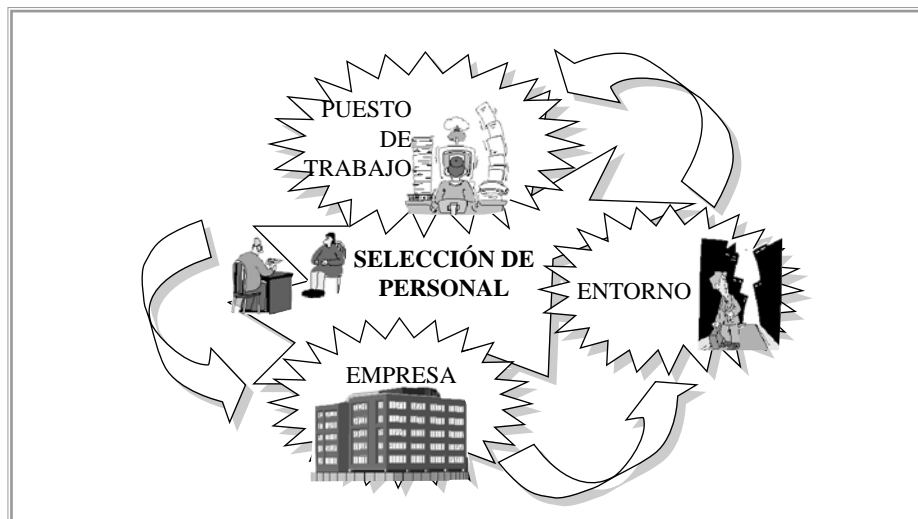 PUESTO
DE
TRABAJO
SELECCIÓN DE
PERSONAL
ENTORNO
EMPRESA